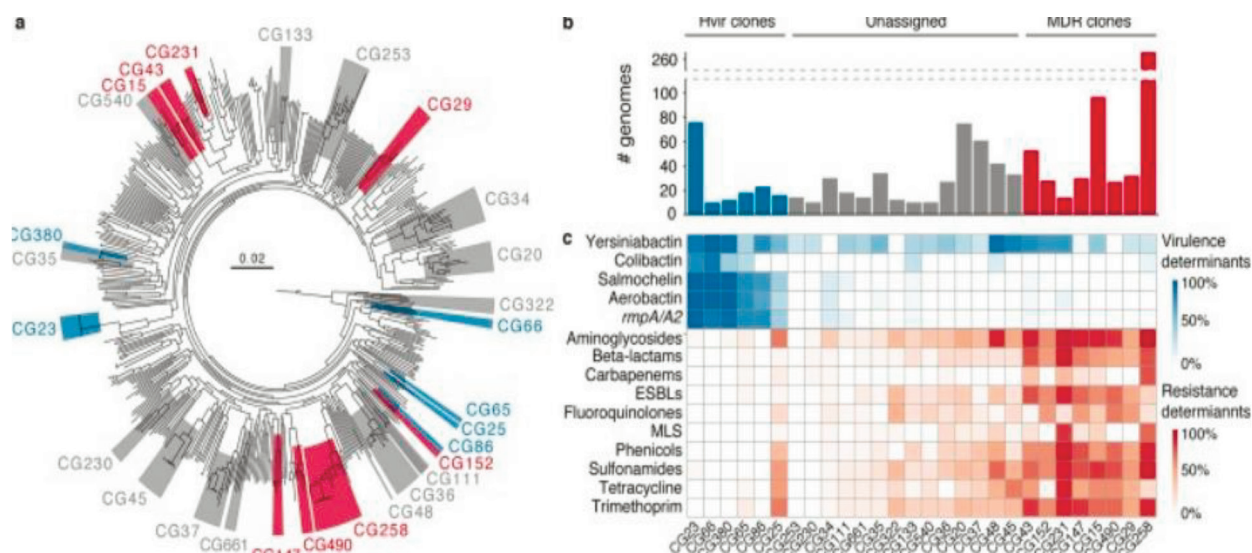 a
CG133
CG253
CG231
CG43
CG15
CG540
CG29
CG34
CG20
CG322
CG66
CG380
CG35
CG23
0.02
CG65
CG25
CG86
CG152
CG111
CG36
CG48
CG258
CG490
CG661
CG37
CG45
CG230
b
Hvir clones
Unassigned
MDR clones
# genomes
260
100
80
60
40
20
0
c
Yersiniabactin
Colibactin
Salmochelin
Aerobactin
rmpA/A2
Aminoglycosides
Beta-lactams
Carbapenems
ESBLs
Fluoroquinolones
MLS
Phenicols
Sulfonamides
Tetracycline
Trimethoprim
Virulence
determinants
100%
50%
0%
Resistance
determiannts
100%
50%
0%